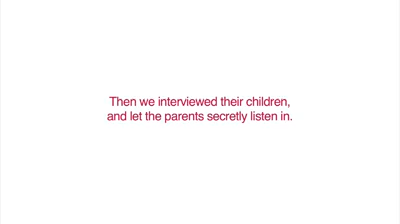 Then we interviewed their children,
and let the parents secretly listen in.